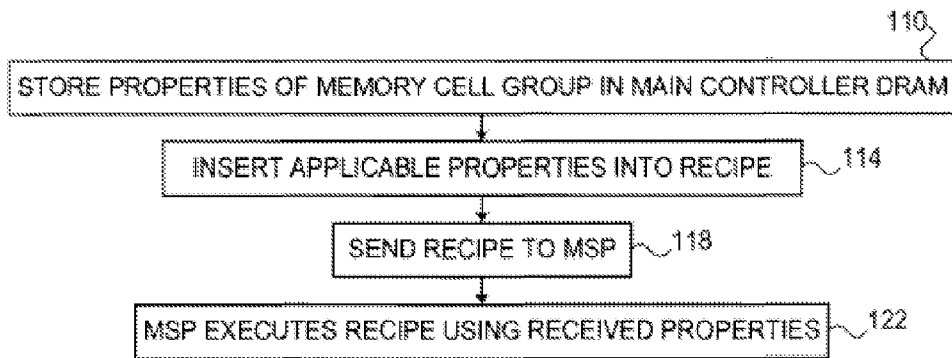 110
STORE PROPERTIES OF MEMORY CELL GROUP IN MAIN CONTROLLER DRAM
INSERT APPLICABLE PROPERTIES INTO RECIPE
114
SEND RECIPE TO MSP
118
MSP EXECUTES RECIPE USING RECEIVED PROPERTIES
122